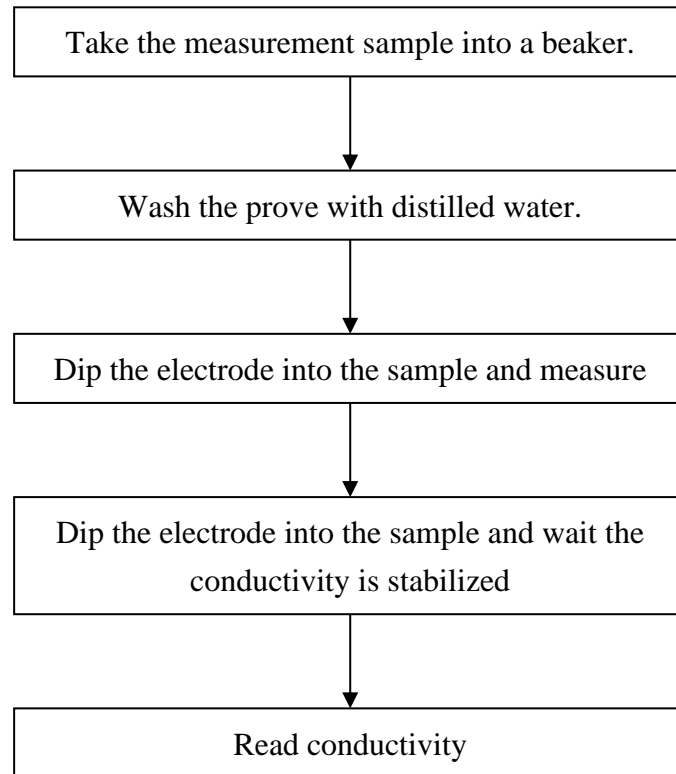 Take the measurement sample into a beaker.
Wash the prove with distilled water.
Dip the electrode into the sample and measure
Dip the electrode into the sample and wait the
conductivity is stabilized
Read conductivity